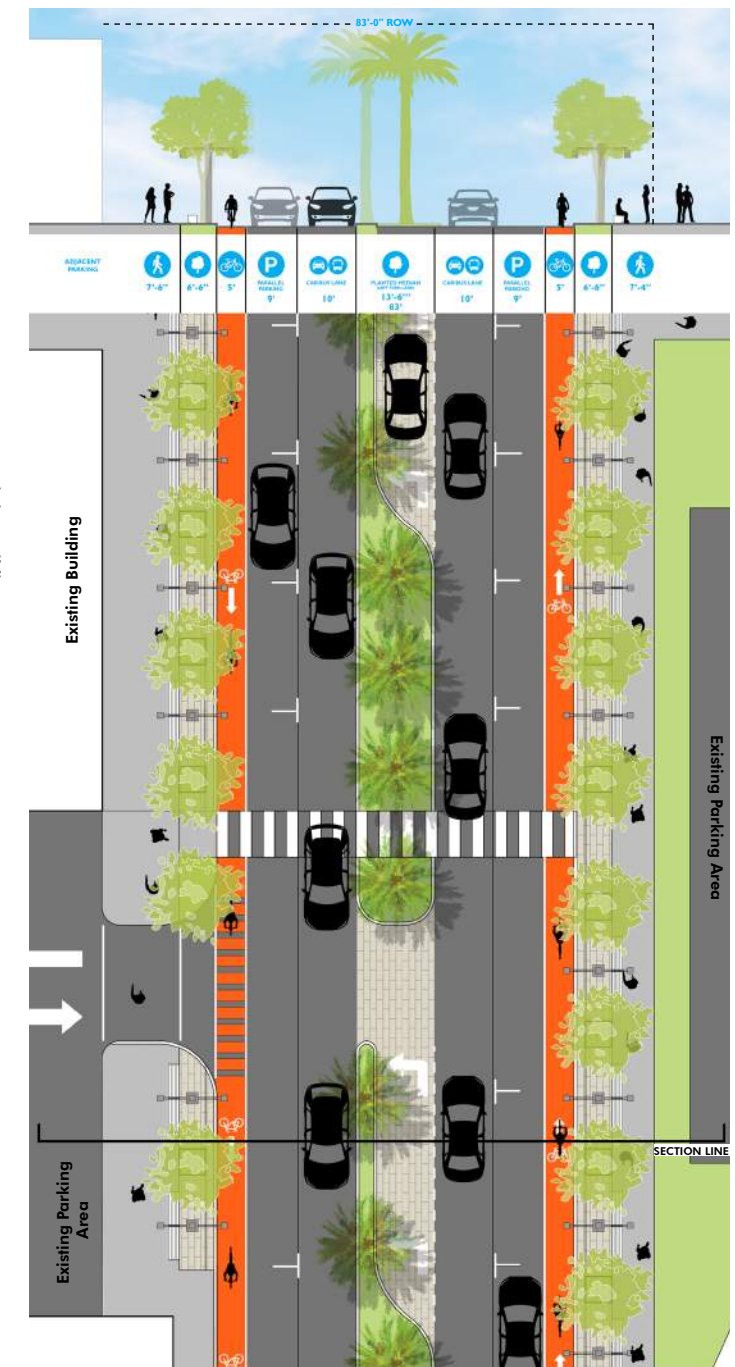 83'-0" ROW
ADJACENT
PARKING
7'-6"
6'-6"
5'
P
PARALLEL
PARKING
9'
CAR/BUS LANE
10'
PLANTED MEDIAN
13'-6""
83'
CAR/BUS LANE
10'
P
PARALLEL
PARKING
9'
5'
6'-6"
7'-4"
Existing Building
Existing Parking Area
SECTION LINE
Existing Parking
Area